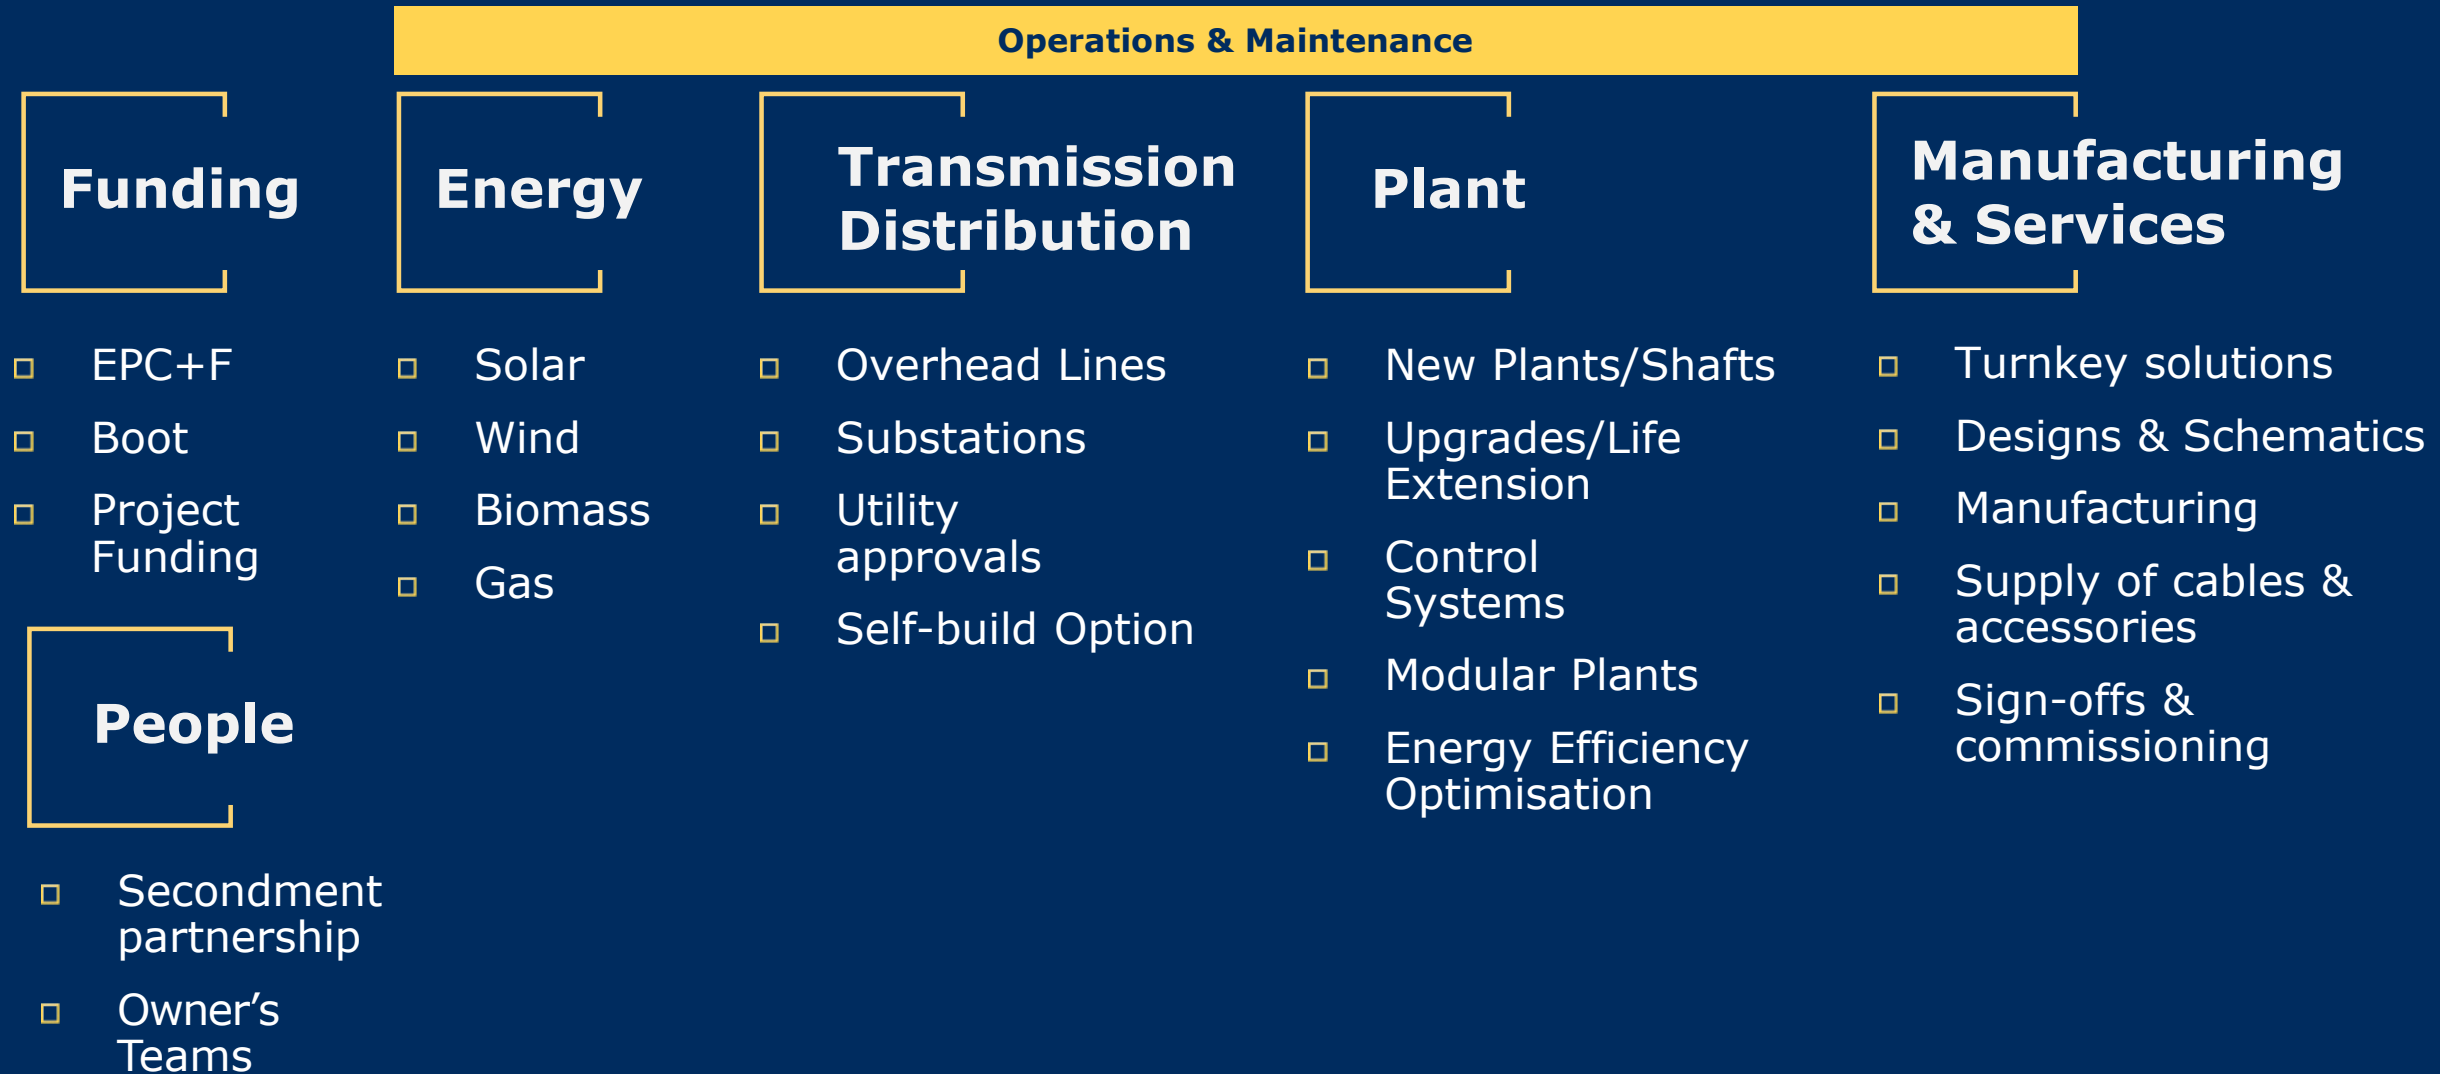 Operations & Maintenance
Funding
EPC+F
Boot
Project
Funding
People
Secondment
partnership
Owner’s
Teams
Energy
Solar
Wind
Biomass
Gas
Transmission
Distribution
Overhead Lines
Substations
Utility
approvals
Self-build Option
Plant
New Plants/Shafts
Upgrades/Life
Extension
Control
Systems
Modular Plants
Energy Efficiency
Optimisation
Manufacturing
& Services
Turnkey solutions
Designs & Schematics
Manufacturing
Supply of cables &
accessories
Sign-offs &
commissioning